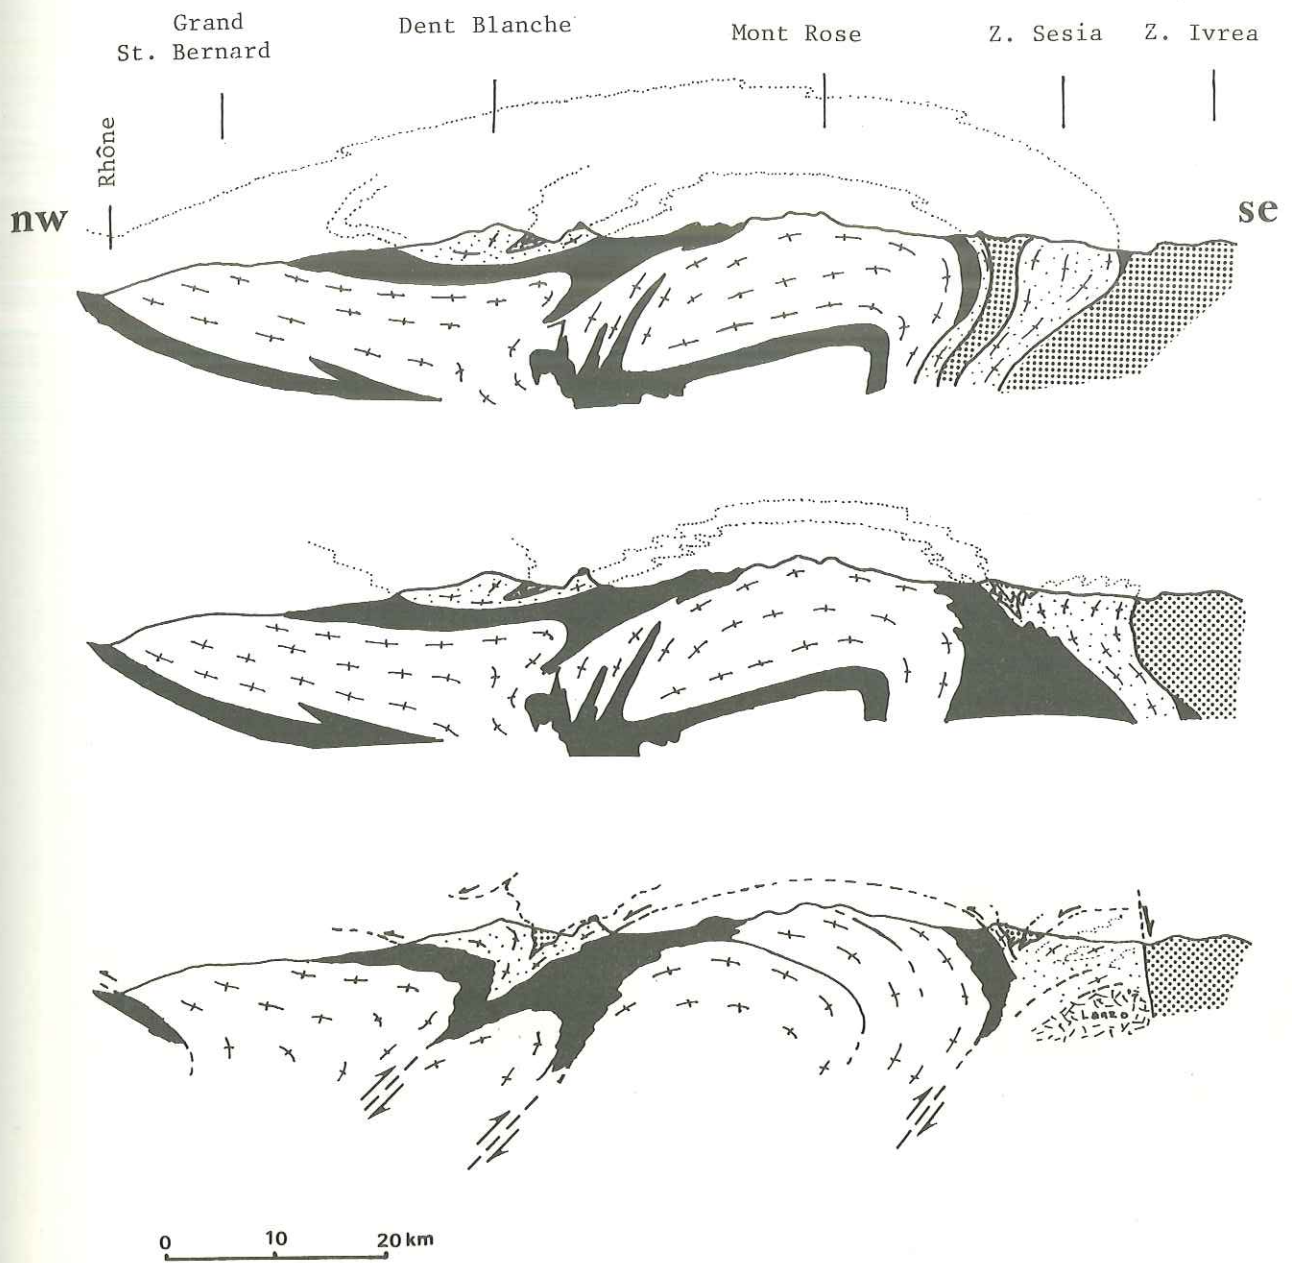 Grand
St. Bernard
Dent Blanche
Mont Rose
Z. Sesia
Z. Ivrea
Rhône
nw
se
Lanzo
0 10 20 km